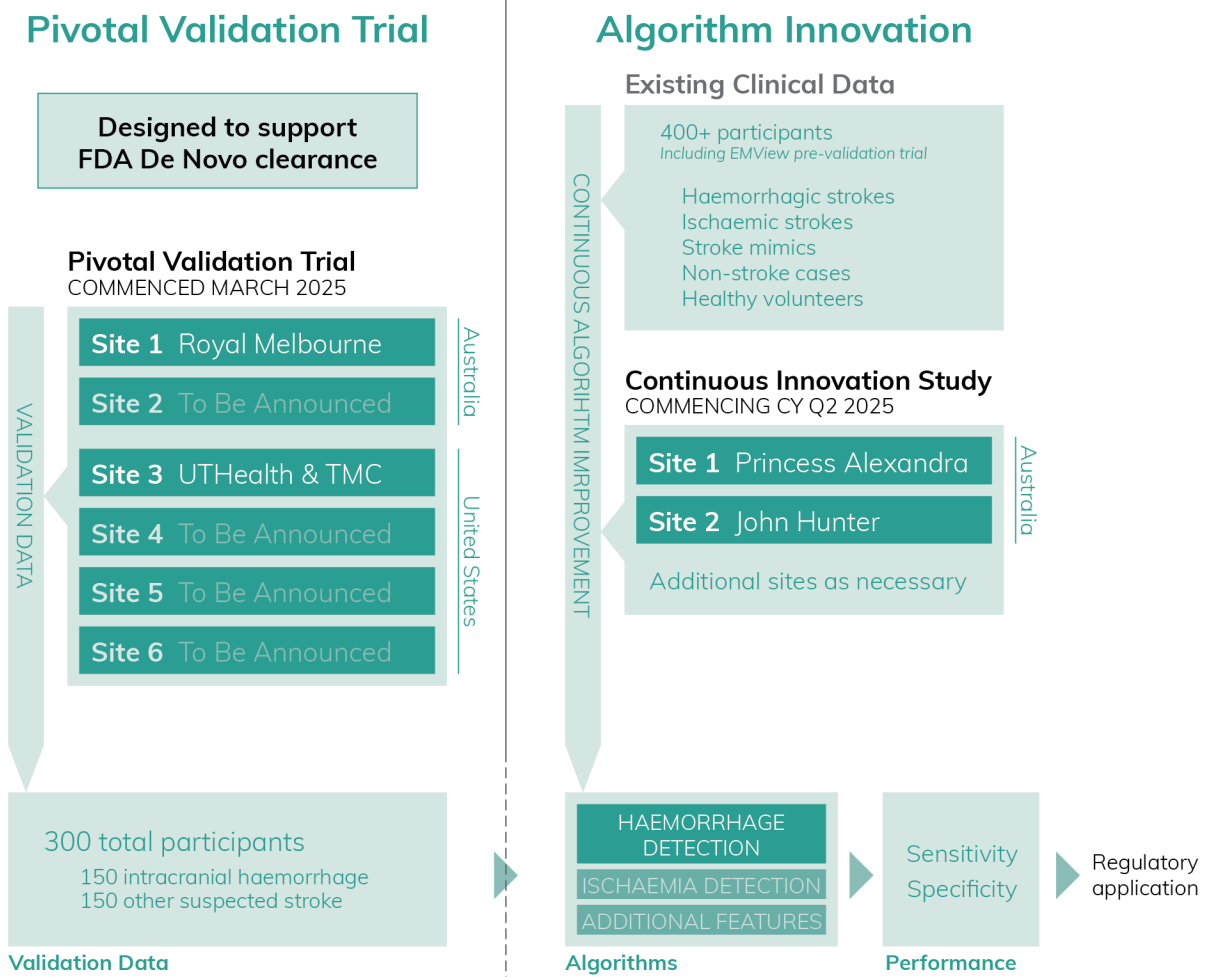 Pivotal Validation Trial
Designed to support
FDA De Novo clearance
Pivotal Validation Trial
COMMENCED MARCH 2025
VALIDATION DATA
Site 1 Royal Melbourne
Site 2 To Be Announced
Australia
Site 3 UTHealth & TMC
Site 4 To Be Announced
Site 5 To Be Announced
Site 6 To Be Announced
United States
300 total participants
150 intracranial haemorrhage
150 other suspected stroke
Validation Data
Algorithm Innovation
Existing Clinical Data
400+ participants
Including EMView pre-validation trial
Haemorrhagic strokes
Ischaemic strokes
Stroke mimics
Non-stroke cases
Healthy volunteers
CONTINUOUS ALGORIHTM IMRPROVEMENT
Continuous Innovation Study
COMMENCING CY Q2 2025
Site 1 Princess Alexandra
Site 2 John Hunter
Australia
Additional sites as necessary
HAEMORRHAGE
DETECTION
ISCHAEMIA DETECTION
ADDITIONAL FEATURES
Algorithms
Sensitivity
Specificity
Performance
Regulatory
application